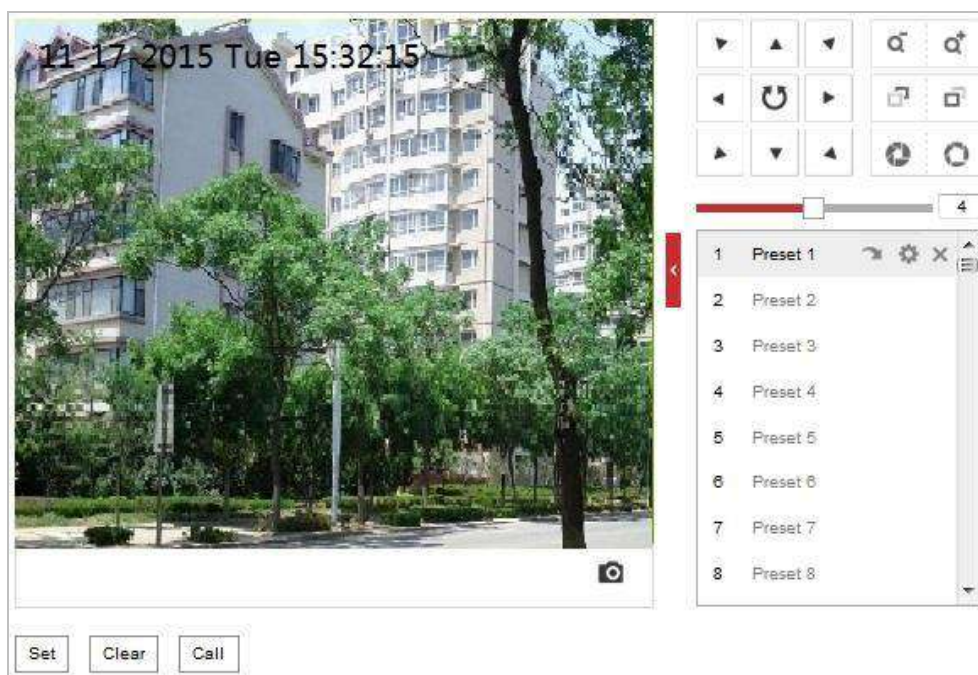 11-17-2015 Tue 15:32:15
4
1 Preset 1
2 Preset 2
3 Preset 3
4 Preset 4
5 Preset 5
6 Preset 6
7 Preset 7
8 Preset 8
Set Clear Call